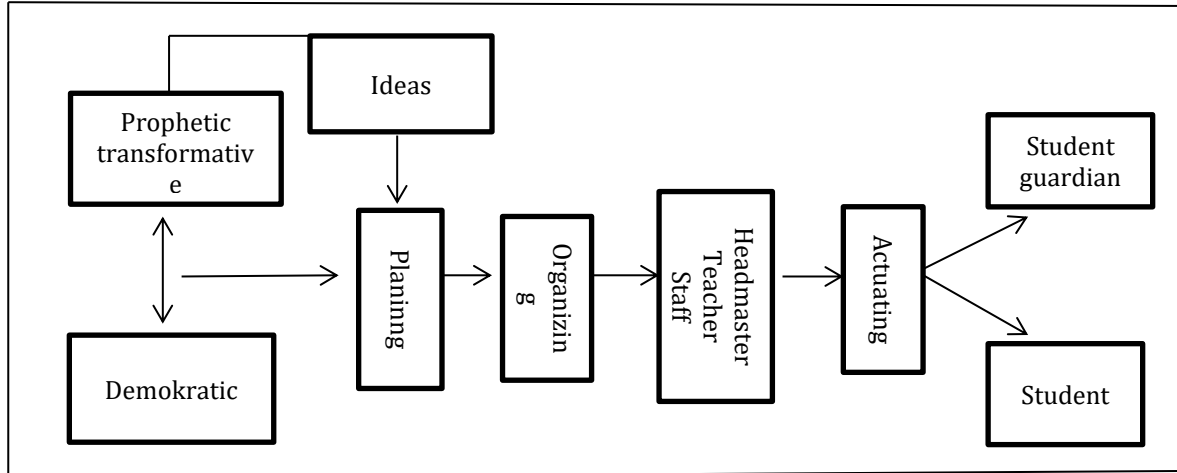 Ideas
Prophetic
transformativ
e
Student
guardian
Planinng
Organizin
g
Headmaster
Teacher
Staff
Actuating
Demokratic
Student